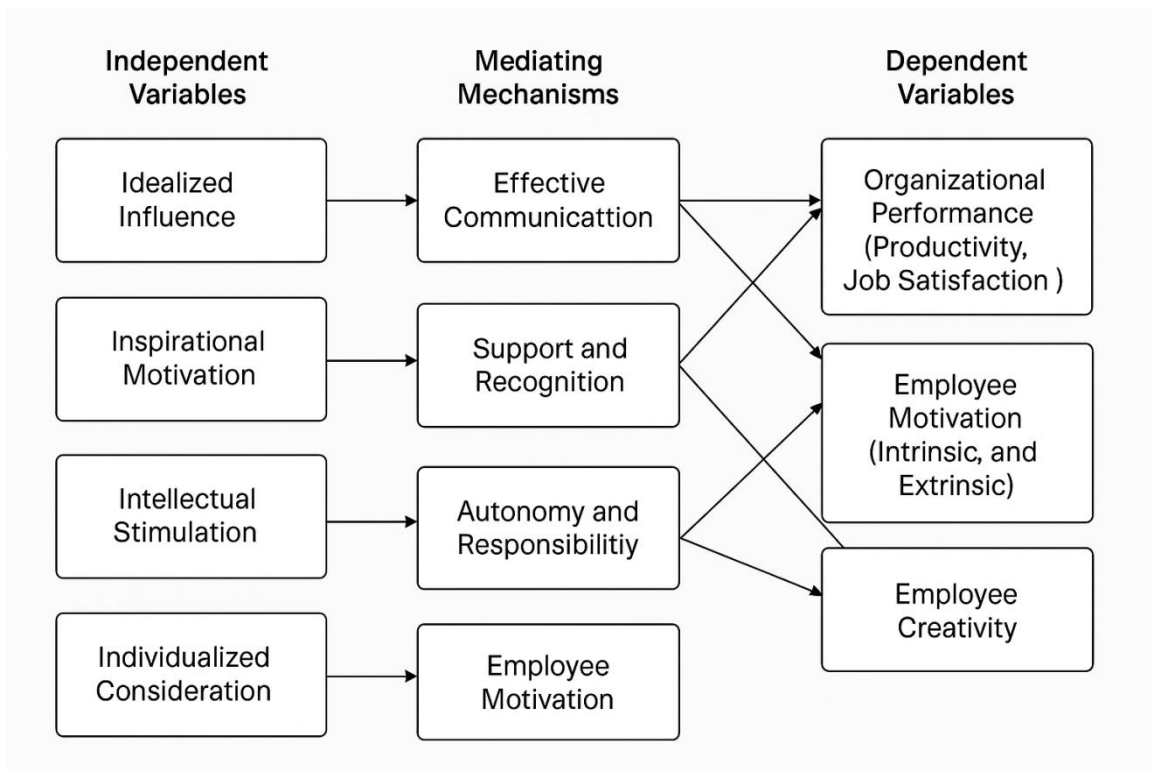 Independent
Variables
Mediating
Mechanisms
Dependent
Variables
Idealized
Influence
Effective
Communicattion
Organizational
Performance
(Productivity,
Job Satisfaction )
Inspirational
Motivation
Support and
Recognition
Employee
Motivation
(Intrinsic, and
Extrinsic)
Intellectual
Stimulation
Autonomy and
Responsibilitiy
Employee
Creativity
Individualized
Consideration
Employee
Motivation